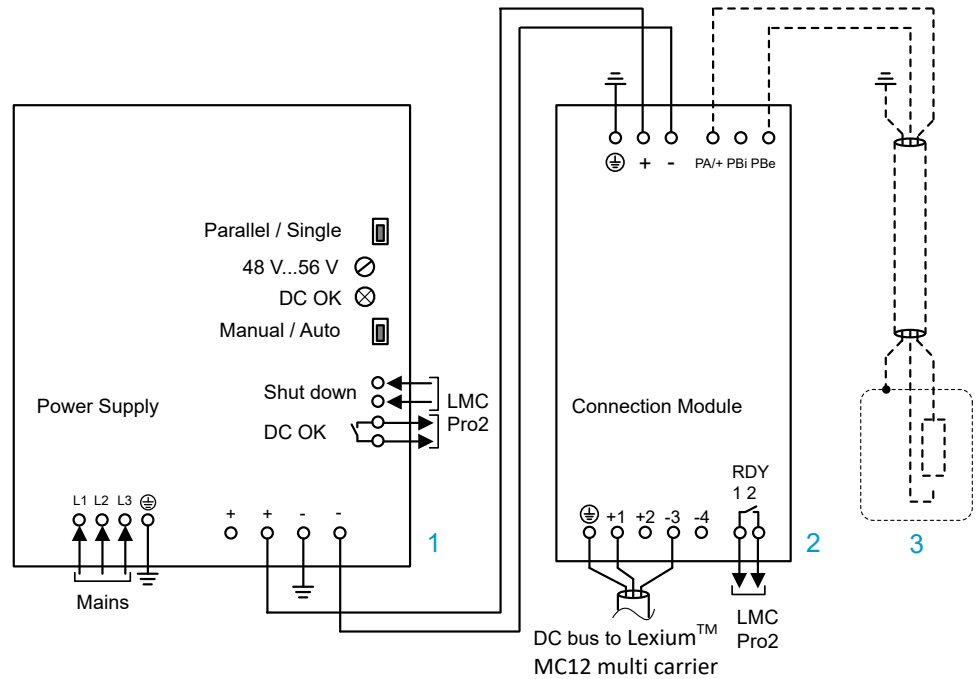 + -
PA/+ PBi PBe
Parallel / Single
48 V...56 V
DC OK
Manual / Auto
Shut down
LMC
Pro2
DC OK
Power Supply
L1 L2 L3
+ + - -
1
Mains
Connection Module
RDY
1 2
+1 +2 -3 -4
2
3
DC bus to Lexium™
MC12 multi carrier
LMC
Pro2